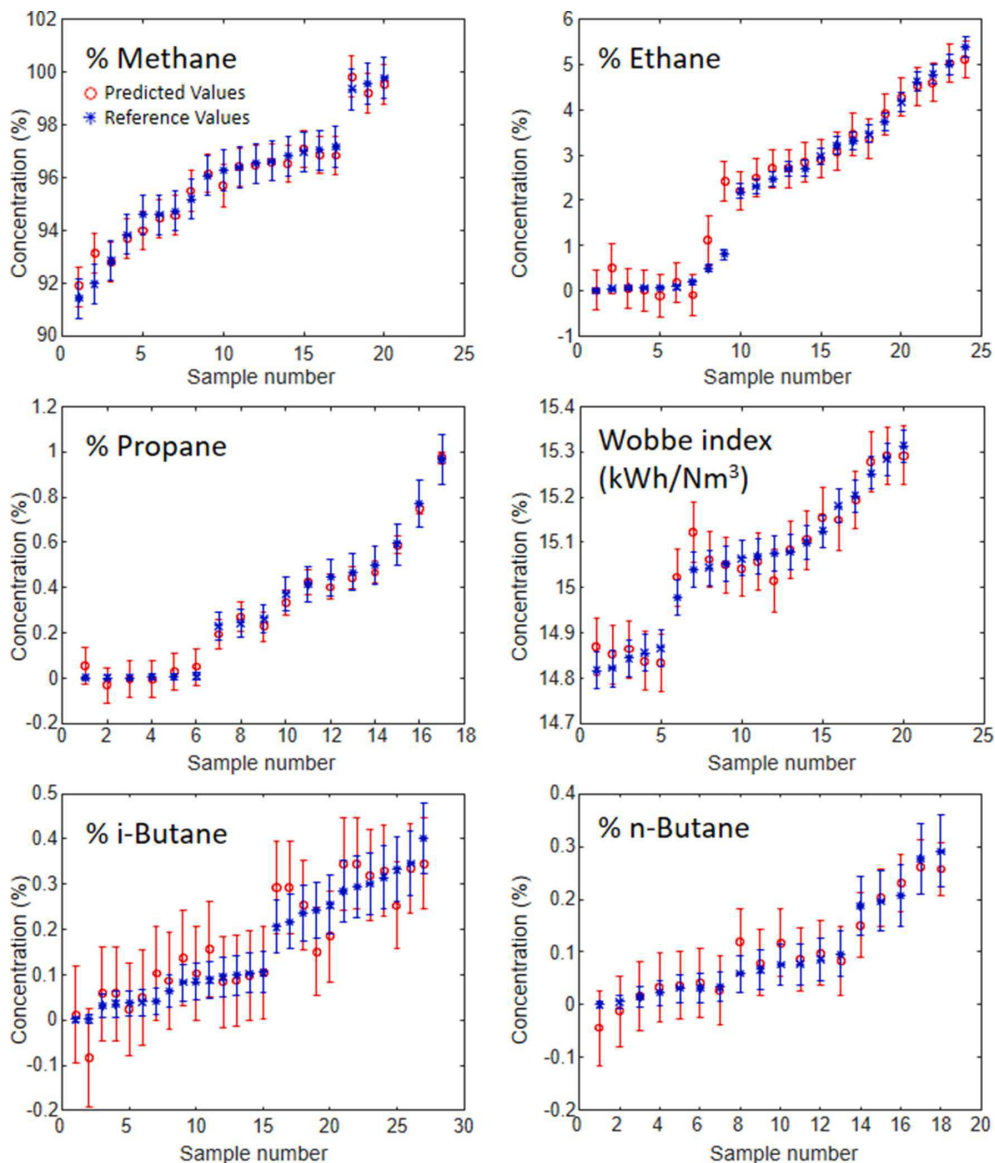 % Methane
Predicted Values
Reference Values
Concentration (%)
102
100
98
96
94
92
90
0 5 10 15 20 25
Sample number
% Ethane
Concentration (%)
6
5
4
3
2
1
0
-1
0 5 10 15 20 25
Sample number
% Propane
Concentration (%)
1.2
1
0.8
0.6
0.4
0.2
0
-0.2
0 2 4 6 8 10 12 14 16 18
Sample number
Wobbe index
(kWh/Nm³)
Concentration (%)
15.4
15.3
15.2
15.1
15
14.9
14.8
14.7
0 5 10 15 20 25
Sample number
% i-Butane
Concentration (%)
0.5
0.4
0.3
0.2
0.1
0
-0.1
-0.2
0 5 10 15 20 25 30
Sample number
% n-Butane
Concentration (%)
0.4
0.3
0.2
0.1
0
-0.1
-0.2
0 2 4 6 8 10 12 14 16 18 20
Sample number